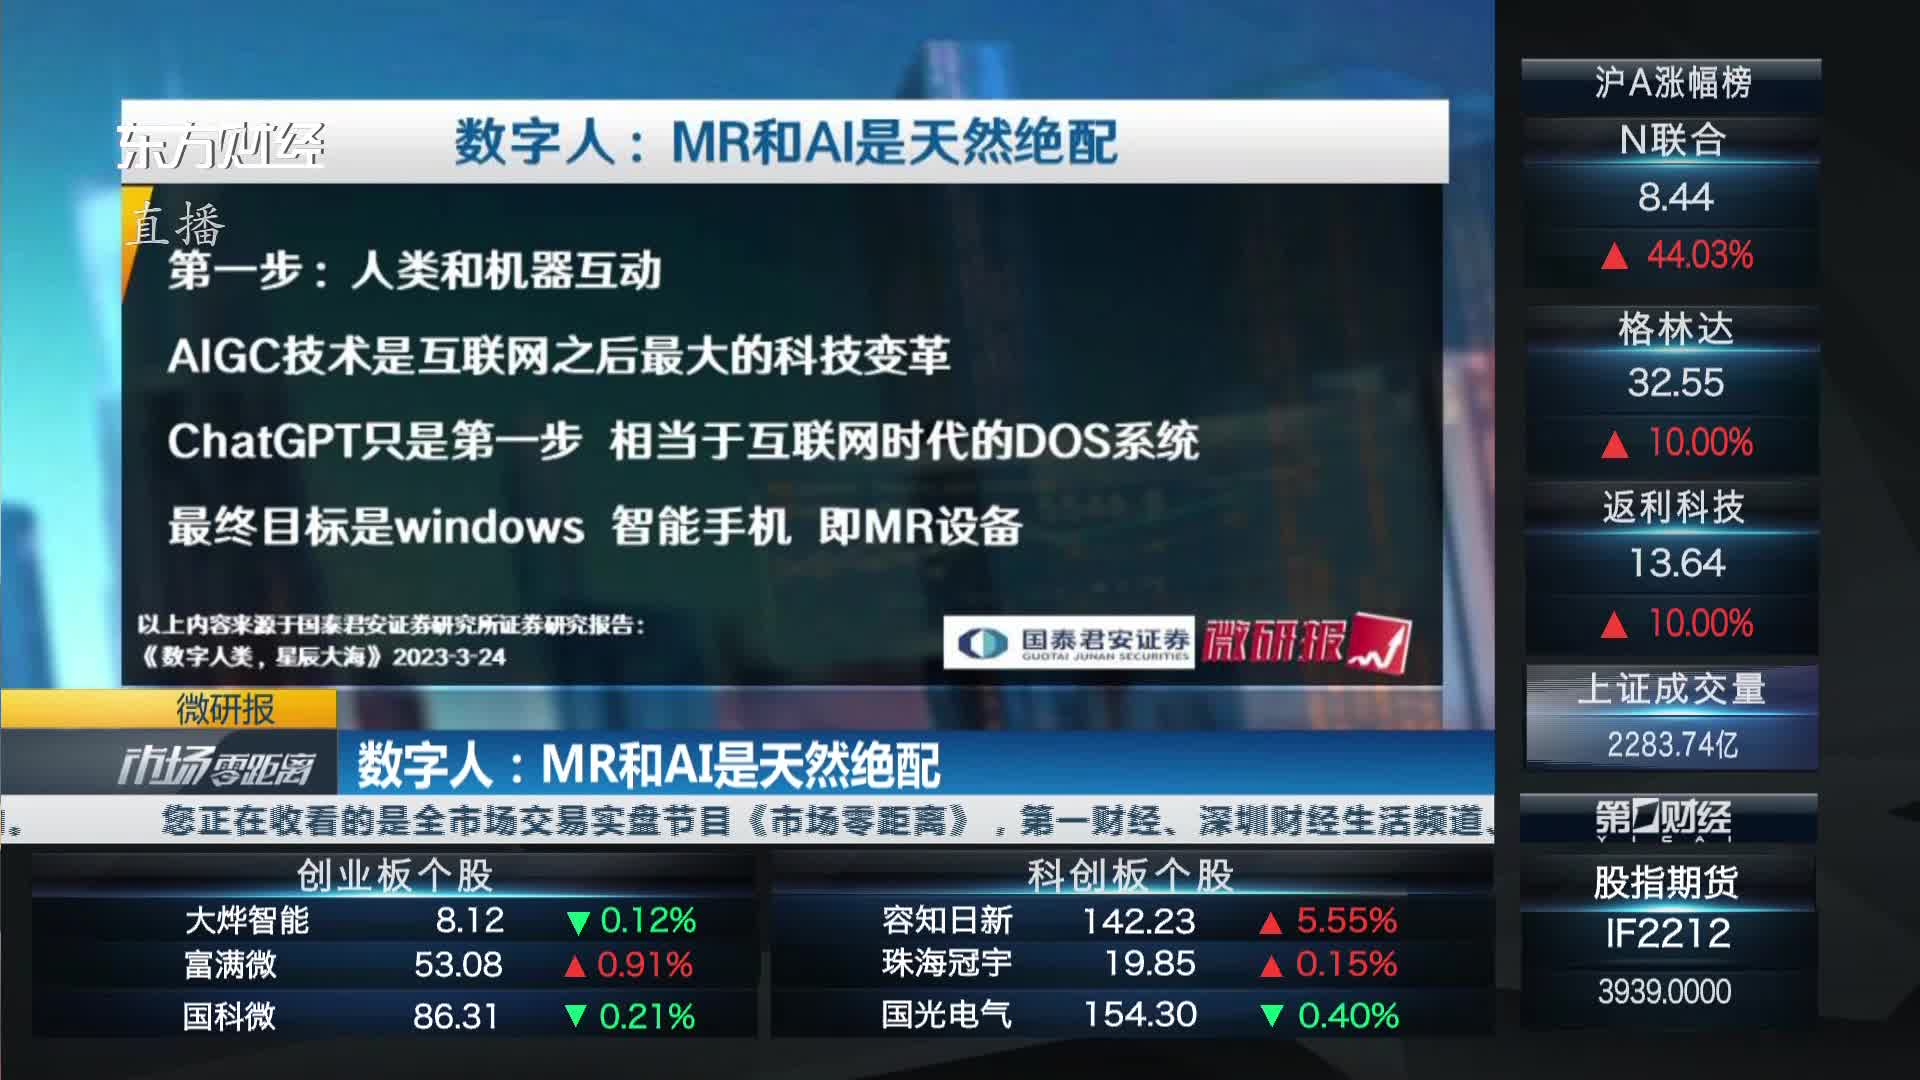 东方财经
直播
数字人：MR和AI是天然绝配
第一步：人类和机器互动
AIGC技术是互联网之后最大的科技变革
ChatGPT只是第一步 相当于互联网时代的DOS系统
最终目标是windows 智能手机 即MR设备
以上内容来源于国泰君安证券研究所证券研究报告：
《数字人类，星辰大海》2023-3-24
国泰君安证券
GUOTAI JUNAN SECURITIES
微研报
微研报
市场零距离
数字人：MR和AI是天然绝配
。 您正在收看的是全市场交易实盘节目《市场零距离》，第一财经、深圳财经生活频道、
创业板个股
大烨智能 8.12 ▼ 0.12%
富满微 53.08 ▲ 0.91%
国科微 86.31 ▼ 0.21%
科创板个股
容知日新 142.23 ▲ 5.55%
珠海冠宇 19.85 ▲ 0.15%
国光电气 154.30 ▼ 0.40%
沪A涨幅榜
N联合
8.44
▲ 44.03%
格林达
32.55
▲ 10.00%
返利科技
13.64
▲ 10.00%
上证成交量
2283.74亿
第一财经
YICAI
股指期货
IF2212
3939.0000